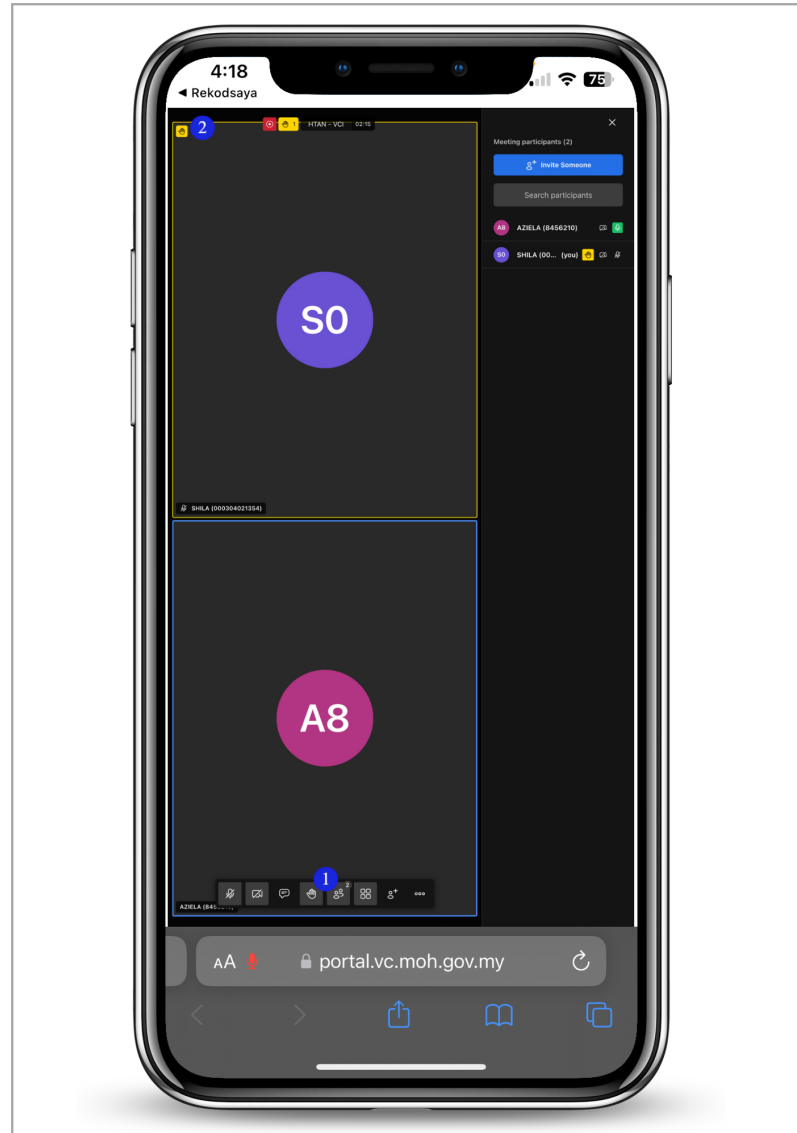 4:18
75
◀ Rekodsaya
2
1 HTAN - VCI 02:15
Meeting participants (2)
Invite Someone
Search participants
A8 AZIELA (8456210)
S0 SHILA (00... (you)
S0
SHILA (000304021354)
A8
1
2
AZIELA (845
AA portal.vc.moh.gov.my